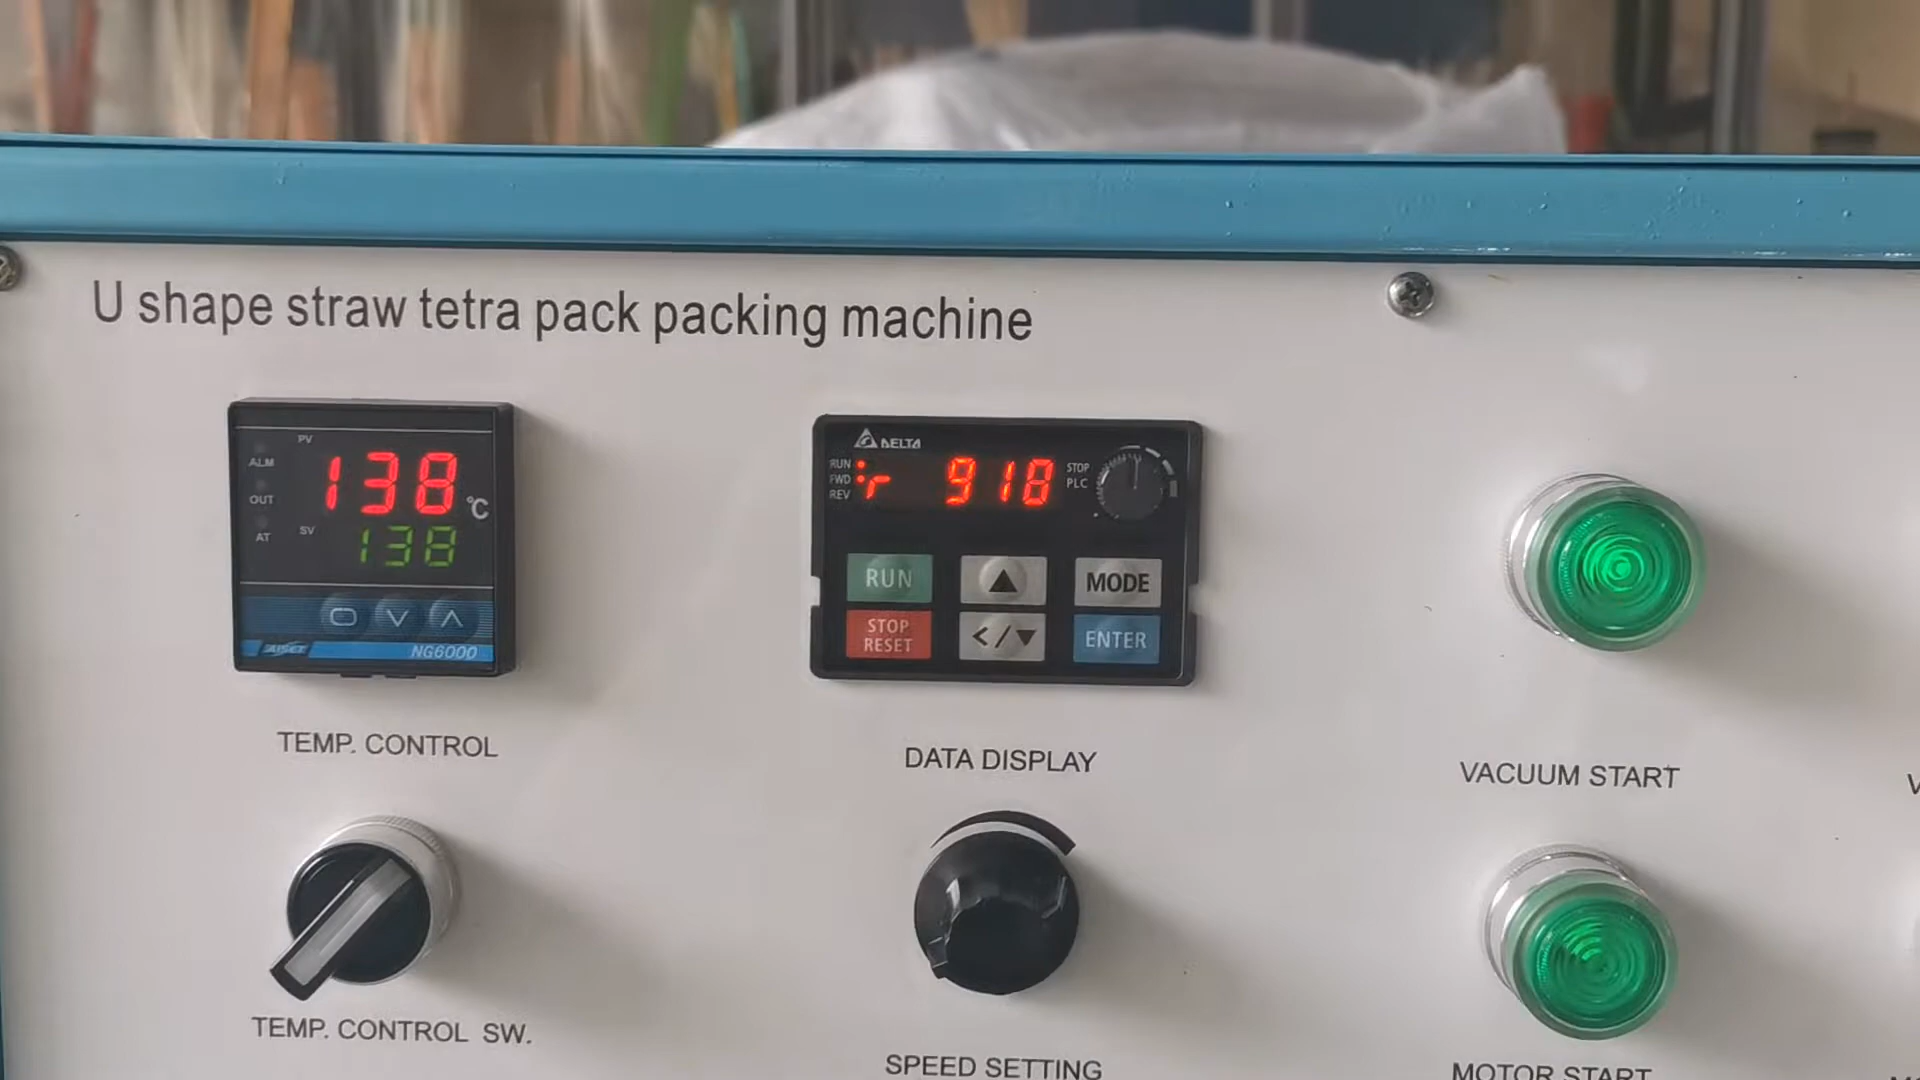 U shape straw tetra pack packing machine
PV
ALM
138
°C
OUT
SV
AT
138
NG6000
DELTA
RUN
FWD
REV
r 918
STOP
PLC
RUN
MODE
STOP
RESET
ENTER
TEMP. CONTROL
DATA DISPLAY
VACUUM START
TEMP. CONTROL SW.
SPEED SETTING
MOTOR START